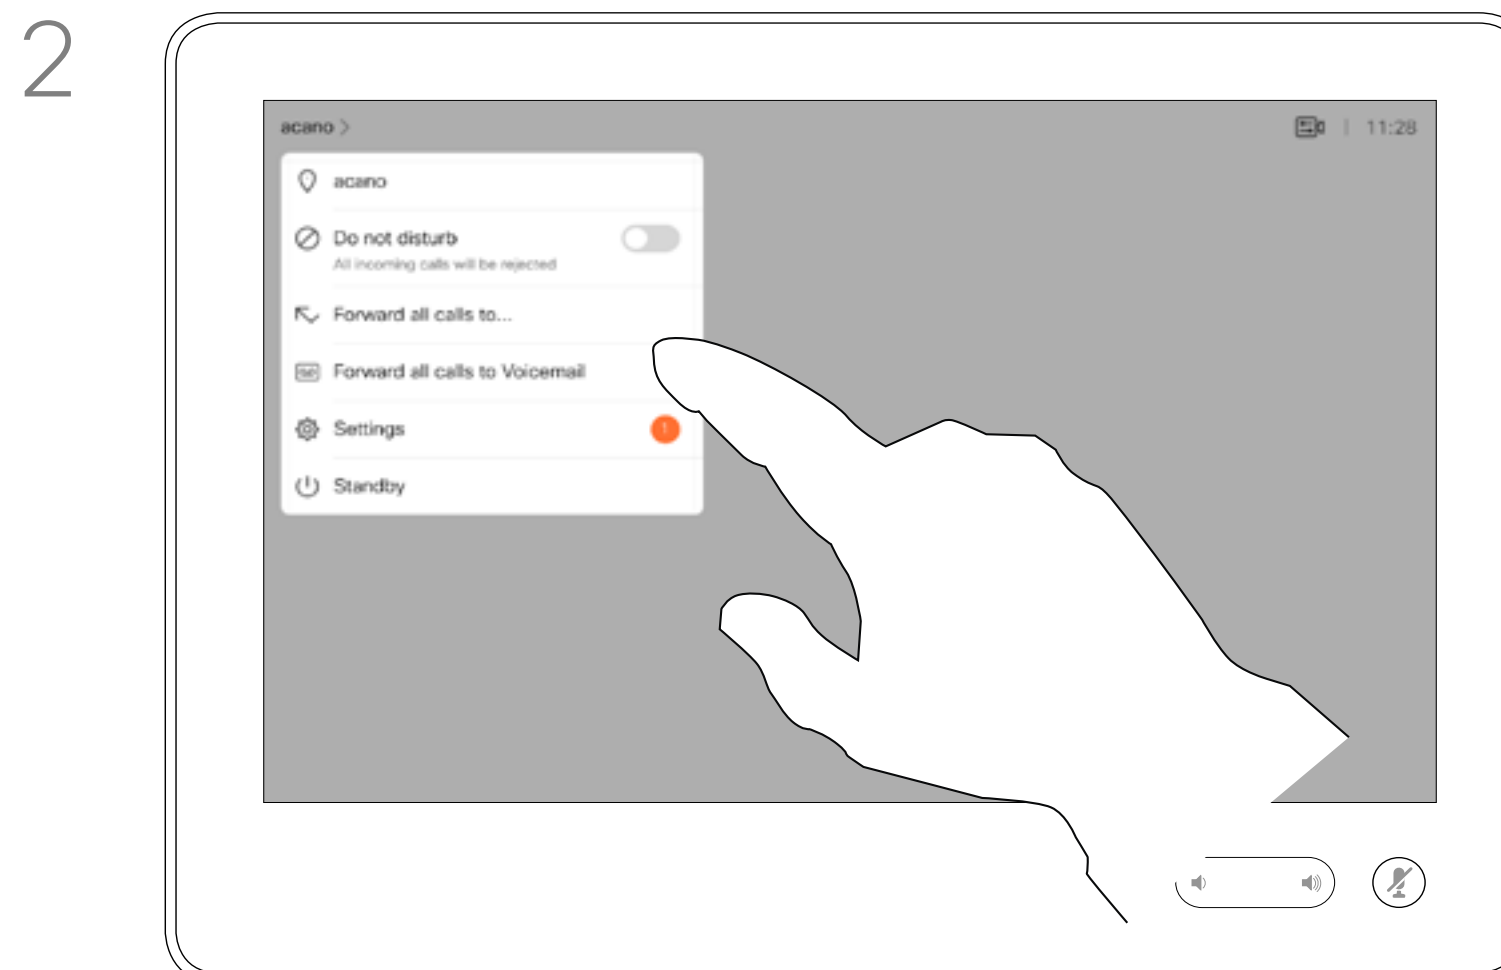 2
acano >
11:28
acano
Do not disturb
All incoming calls will be rejected
Forward all calls to...
Forward all calls to Voicemail
Settings
1
Standby